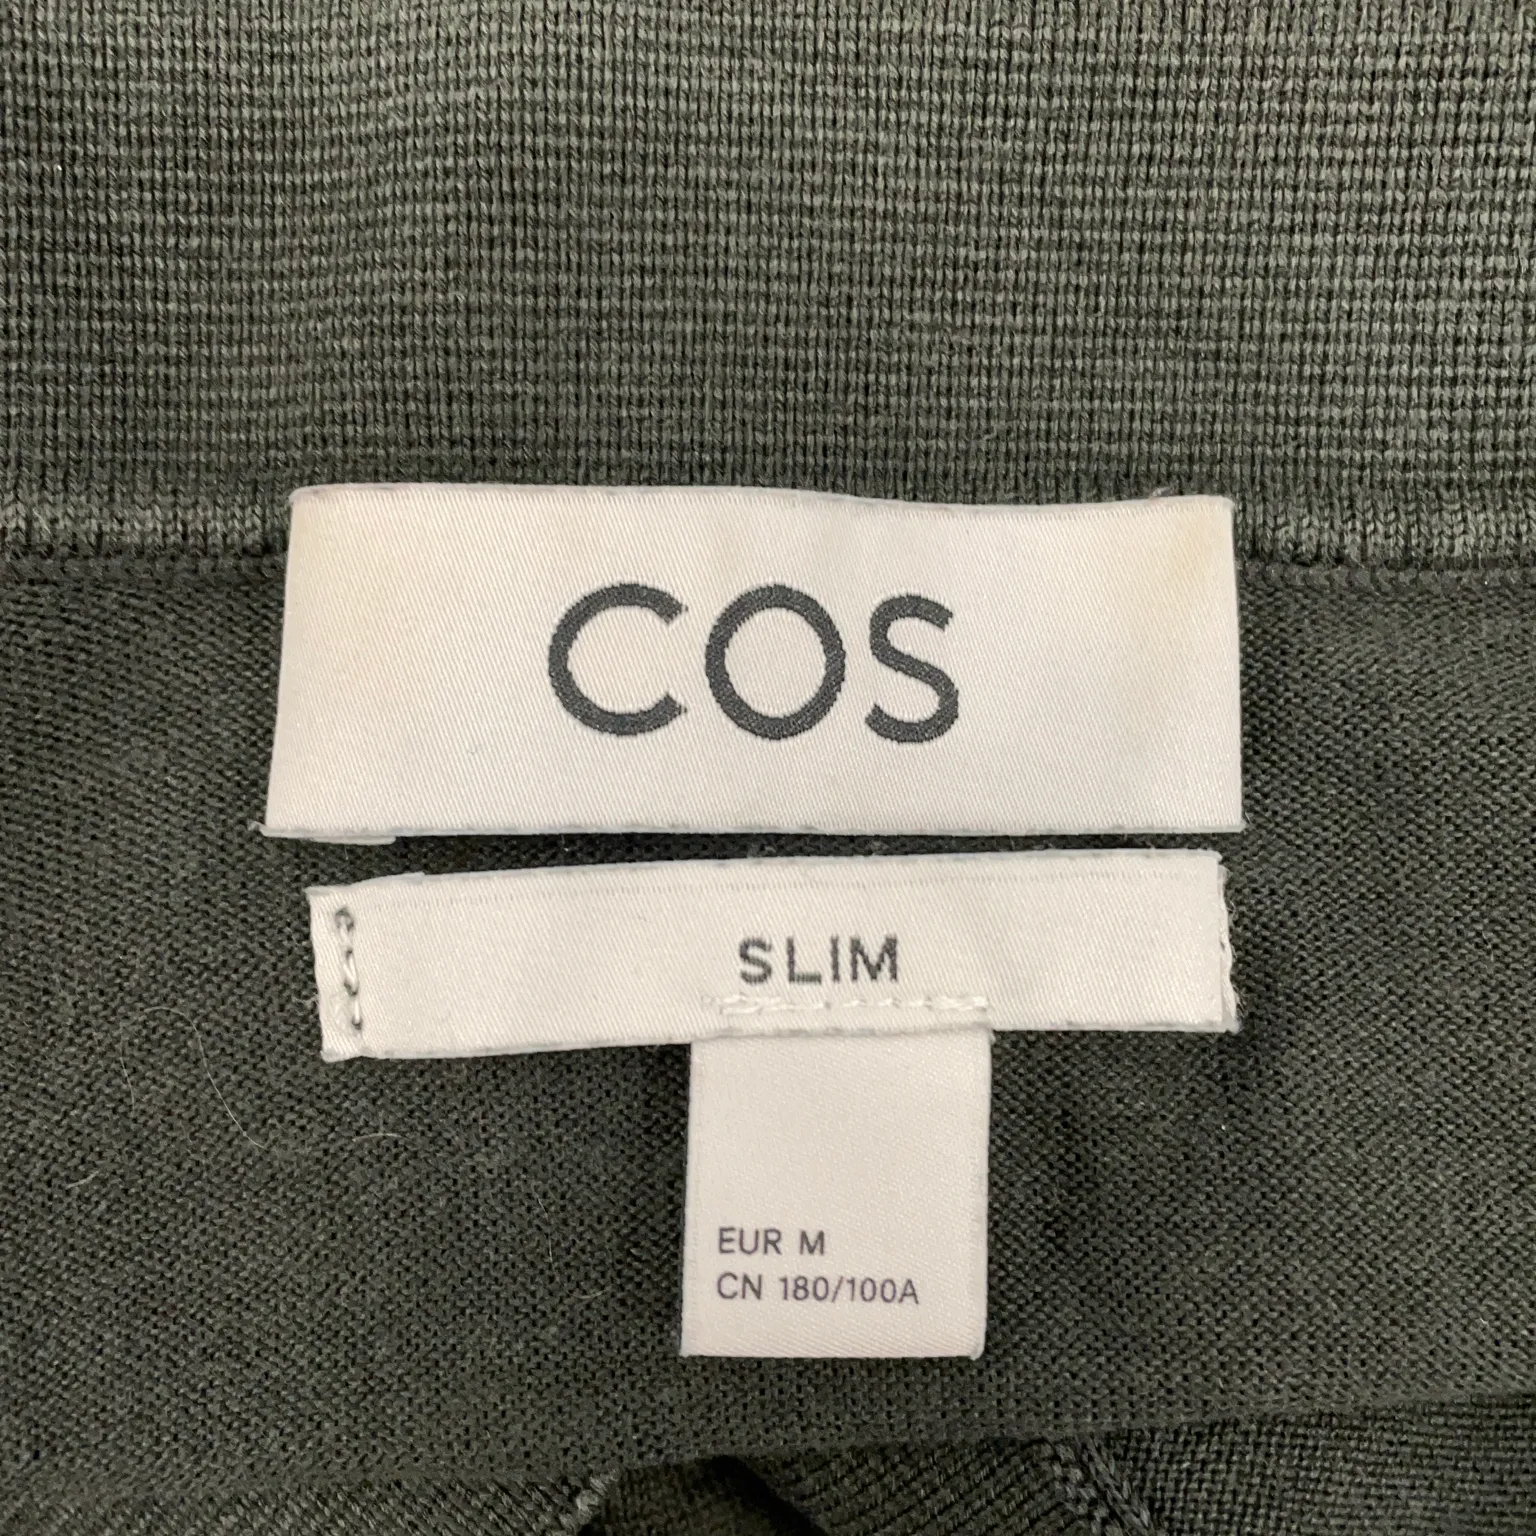 COS
SLIM
EUR M
CN 180/100A